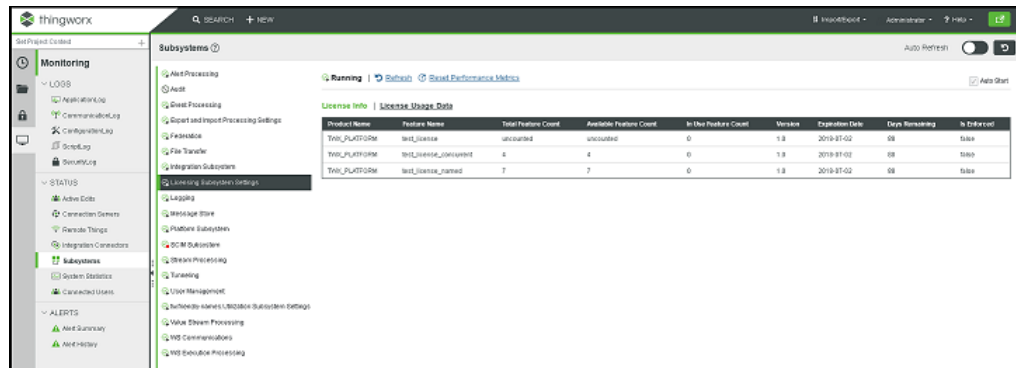 thingworx
SEARCH + NEW
Import/Export
Administrator
? Help
Set Project Context +
Monitoring
LOGS
ApplicationLog
CommunicationLog
ConfigurationLog
ScriptLog
SecurityLog
STATUS
Active Edits
Connection Servers
Remote Things
Integration Connectors
Subsystems
System Statistics
Connected Users
ALERTS
Alert Summary
Alert History
Subsystems ?
Auto Refresh
Alert Processing
Audit
Event Processing
Export and Import Processing Settings
Federation
File Transfer
Integration Subsystem
Licensing Subsystem Settings
Logging
Message Store
Platform Subsystem
SCIM Subsystem
Stream Processing
Tunneling
User Management
Utilization Subsystem Settings
Value Stream Processing
WS Communications
WS Execution Processing
Running | Refresh Reset Performance Metrics
Auto Start
License Info | License Usage Data
Product Name Feature Name Total Feature Count Available Feature Count In Use Feature Count Version Expiration Date Days Remaining Is Enforced
TWX_PLATFORM test_license uncounted uncounted 0 1.0 2019-07-02 false
TWX_PLATFORM test_license_concurrent 4 4 0 1.0 2019-07-02 false
TWX_PLATFORM test_license_named 7 7 0 1.0 2019-07-02 false